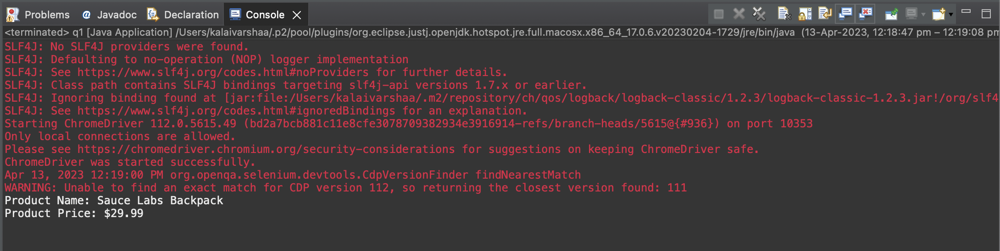 Problems Javadoc Declaration Console
<terminated> q1 [Java Application] /Users/kalaivarshaa/.p2/pool/plugins/org.eclipse.justj.openjdk.hotspot.jre.full.macosx.x86_64_17.0.6.v20230204-1729/jre/bin/java (13-Apr-2023, 12:18:47 pm – 12:19:08 pm
SLF4J: No SLF4J providers were found.
SLF4J: Defaulting to no-operation (NOP) logger implementation
SLF4J: See https://www.slf4j.org/codes.html#noProviders for further details.
SLF4J: Class path contains SLF4J bindings targeting slf4j-api versions 1.7.x or earlier.
SLF4J: Ignoring binding found at [jar:file:/Users/kalaivarshaa/.m2/repository/ch/qos/logback/logback-classic/1.2.3/logback-classic-1.2.3.jar!/org/slf4
SLF4J: See https://www.slf4j.org/codes.html#ignoredBindings for an explanation.
Starting ChromeDriver 112.0.5615.49 (bd2a7bcb881c11e8cfe3078709382934e3916914-refs/branch-heads/5615@{#936}) on port 10353
Only local connections are allowed.
Please see https://chromedriver.chromium.org/security-considerations for suggestions on keeping ChromeDriver safe.
ChromeDriver was started successfully.
Apr 13, 2023 12:19:00 PM org.openqa.selenium.devtools.CdpVersionFinder findNearestMatch
WARNING: Unable to find an exact match for CDP version 112, so returning the closest version found: 111
Product Name: Sauce Labs Backpack
Product Price: $29.99